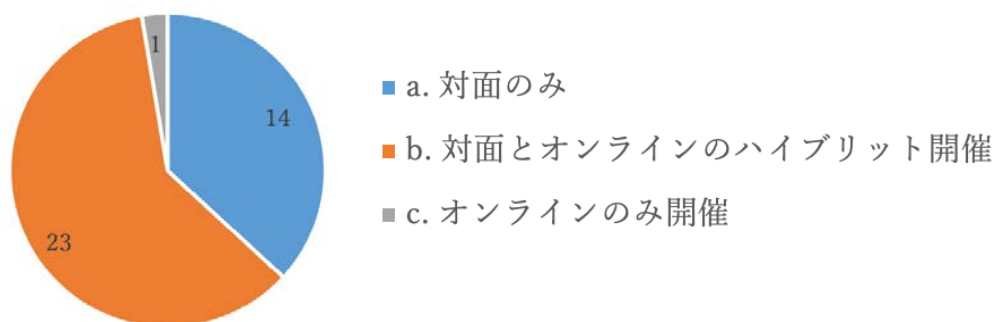 1
14
23
a. 対面のみ
b. 対面とオンラインのハイブリット開催
c. オンラインのみ開催